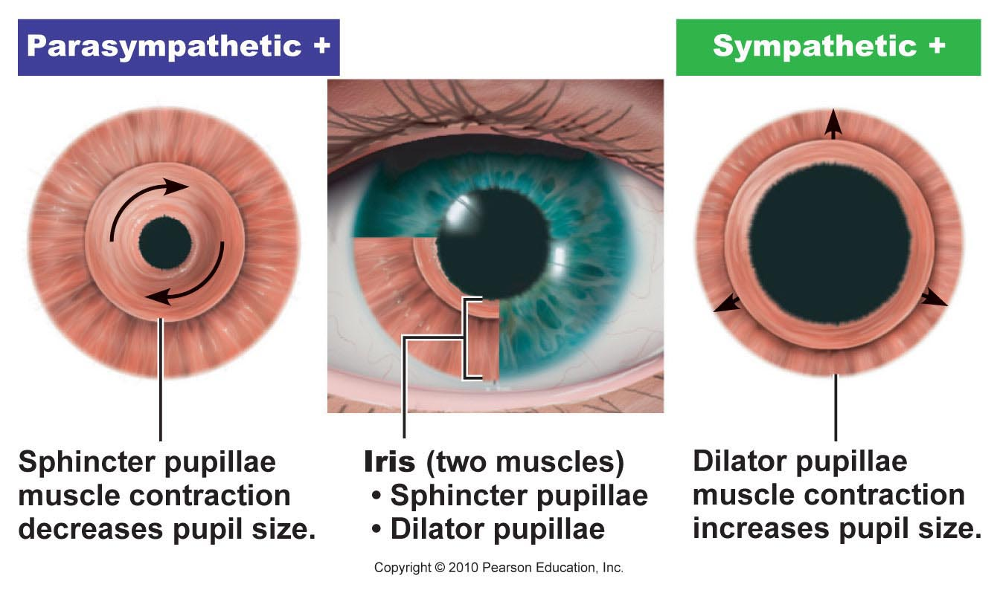 Parasympathetic +
Sympathetic +
Sphincter pupillae
muscle contraction
decreases pupil size.
Iris (two muscles)
• Sphincter pupillae
• Dilator pupillae
Dilator pupillae
muscle contraction
increases pupil size.
Copyright © 2010 Pearson Education, Inc.